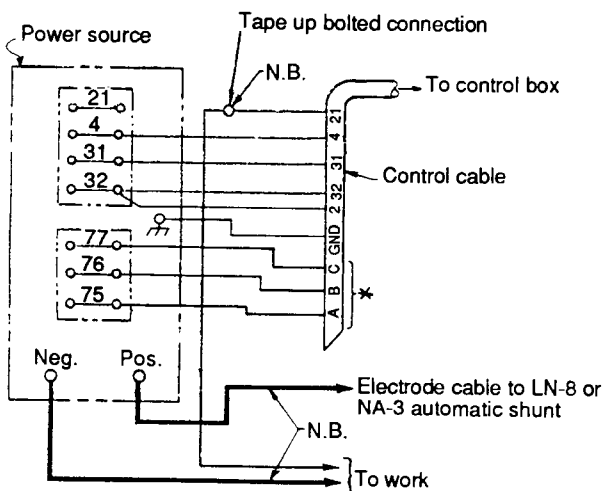 Tape up bolted connection
Power source
N.B.
To control box
21
21
4
4
31
31
Control cable
32
32
2
GND
77
C
76
B
*
75
A
Neg.
Pos.
Electrode cable to LN-8 or
NA-3 automatic shunt
N.B.
To work